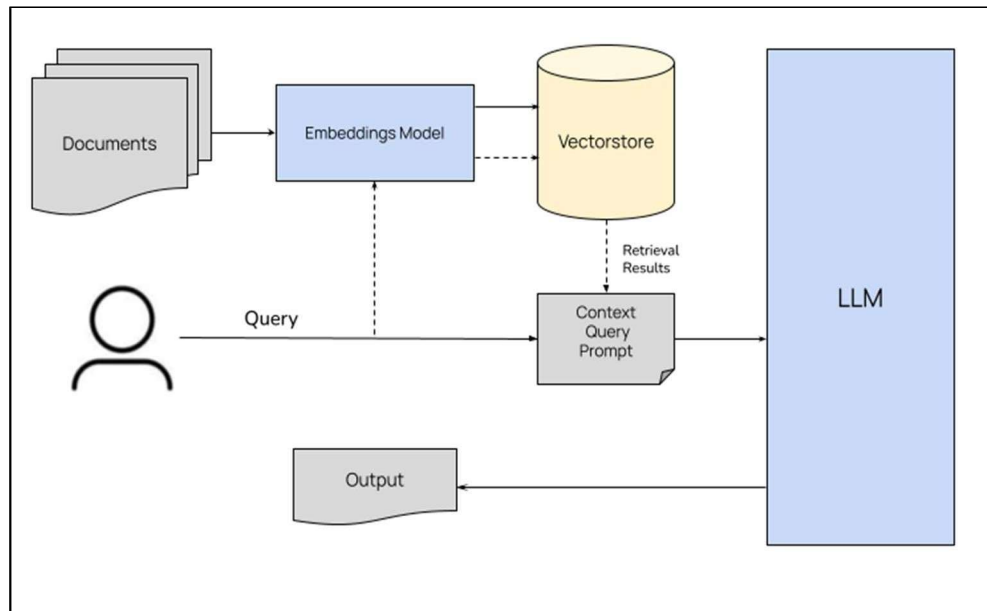 Documents
Embeddings Model
Vectorstore
Retrieval
Results
LLM
Query
Context
Query
Prompt
Output